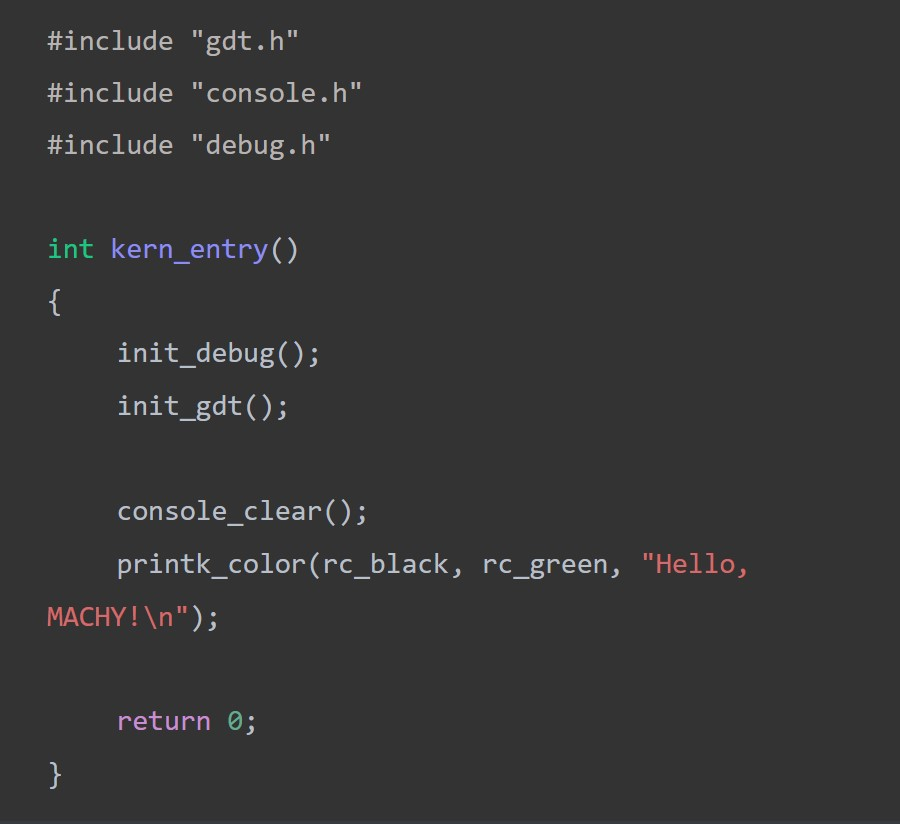 #include "gdt.h"
#include "console.h"
#include "debug.h"
int kern_entry()
{
init_debug();
init_gdt();
console_clear();
printk_color(rc_black, rc_green, "Hello,
MACHY!\n");
return 0;
}